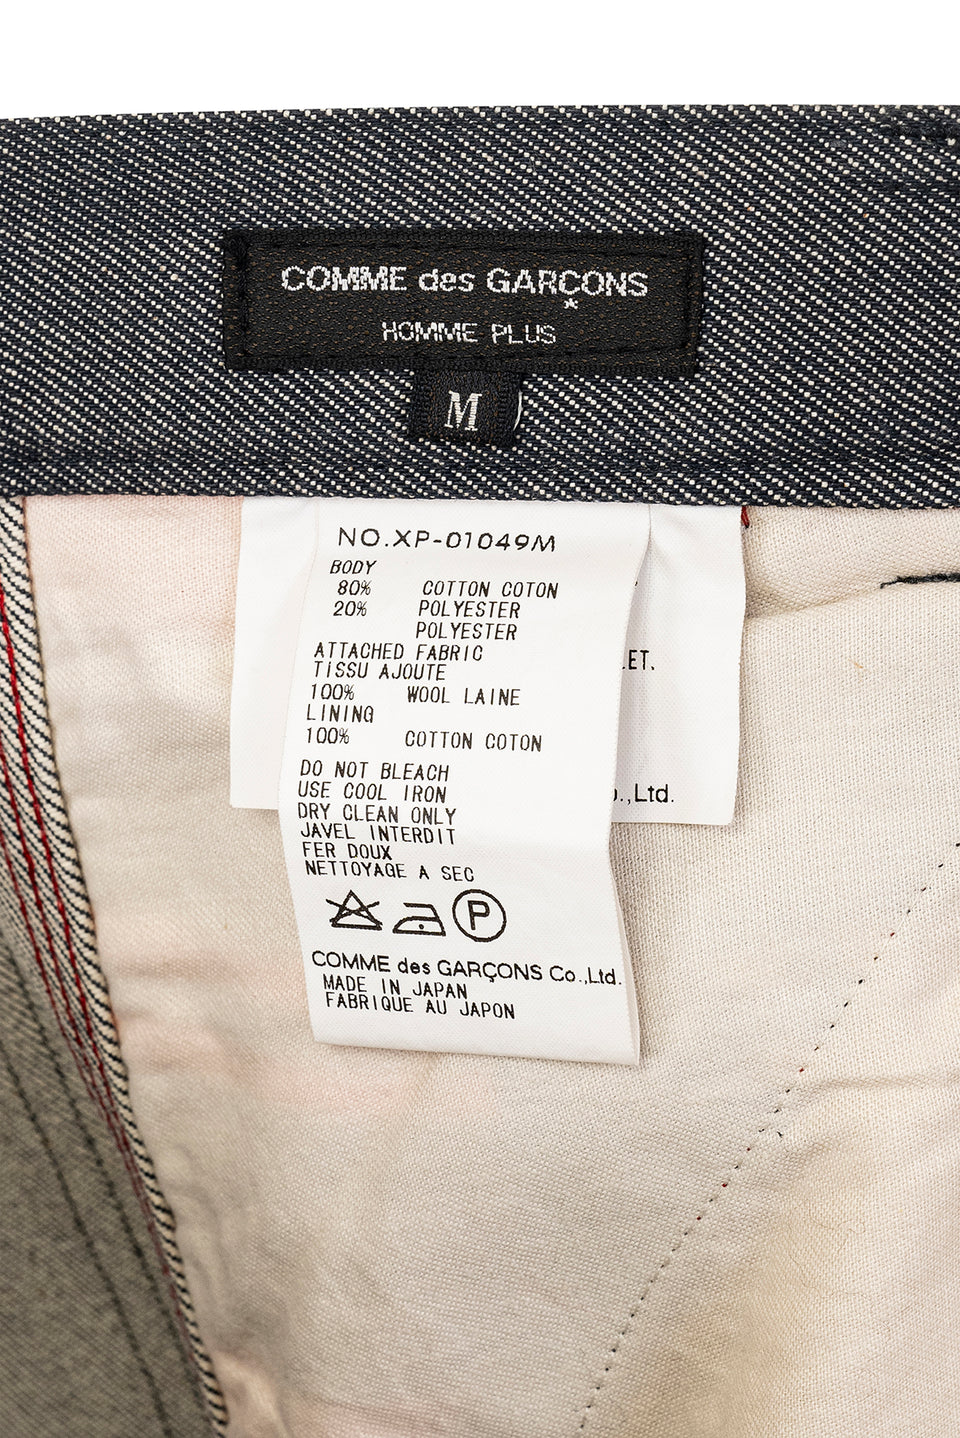 COMME des GARÇONS
HOMME PLUS
M
NO.XP-01049M
BODY
80% COTTON COTON
20% POLYESTER
POLYESTER
ATTACHED FABRIC
TISSU AJOUTE
100% WOOL LAINE
LINING
100% COTTON COTON
DO NOT BLEACH
USE COOL IRON
DRY CLEAN ONLY
JAVEL INTERDIT
FER DOUX
NETTOYAGE A SEC
P
COMME des GARÇONS Co.,Ltd.
MADE IN JAPAN
FABRIQUE AU JAPON
ET.
.,Ltd.